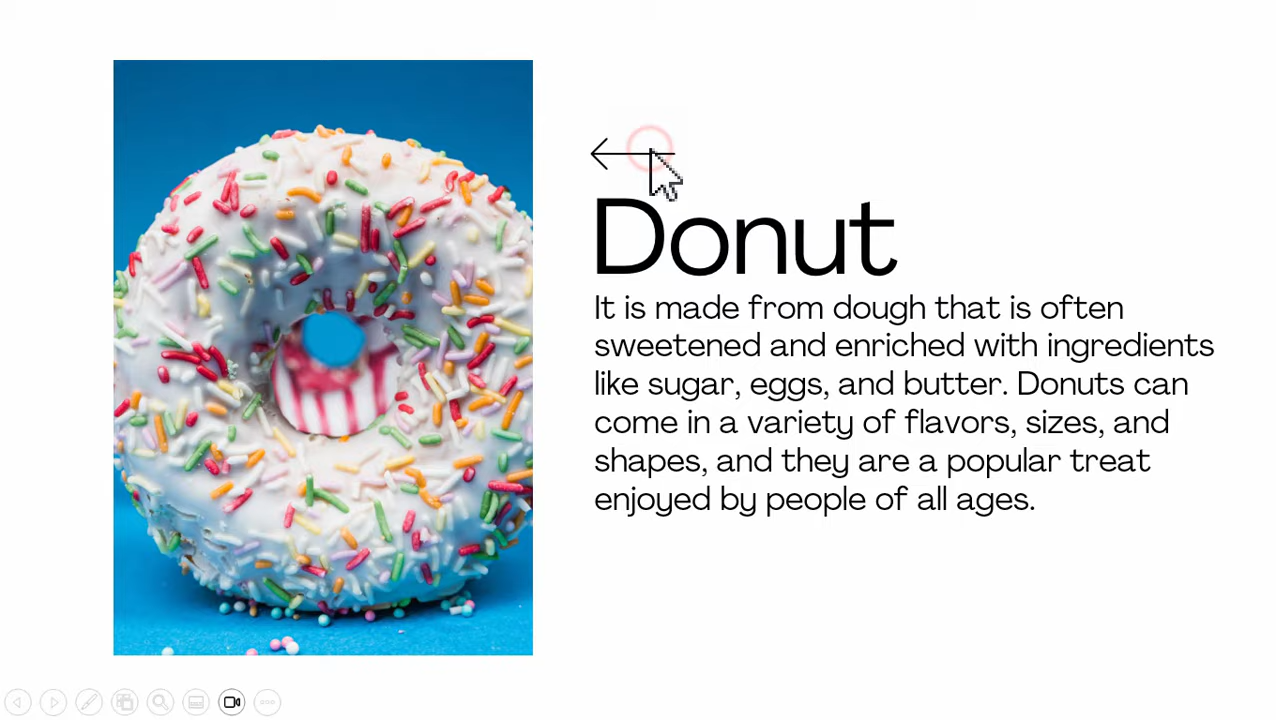 Donut
It is made from dough that is often
sweetened and enriched with ingredients
like sugar, eggs, and butter. Donuts can
come in a variety of flavors, sizes, and
shapes, and they are a popular treat
enjoyed by people of all ages.